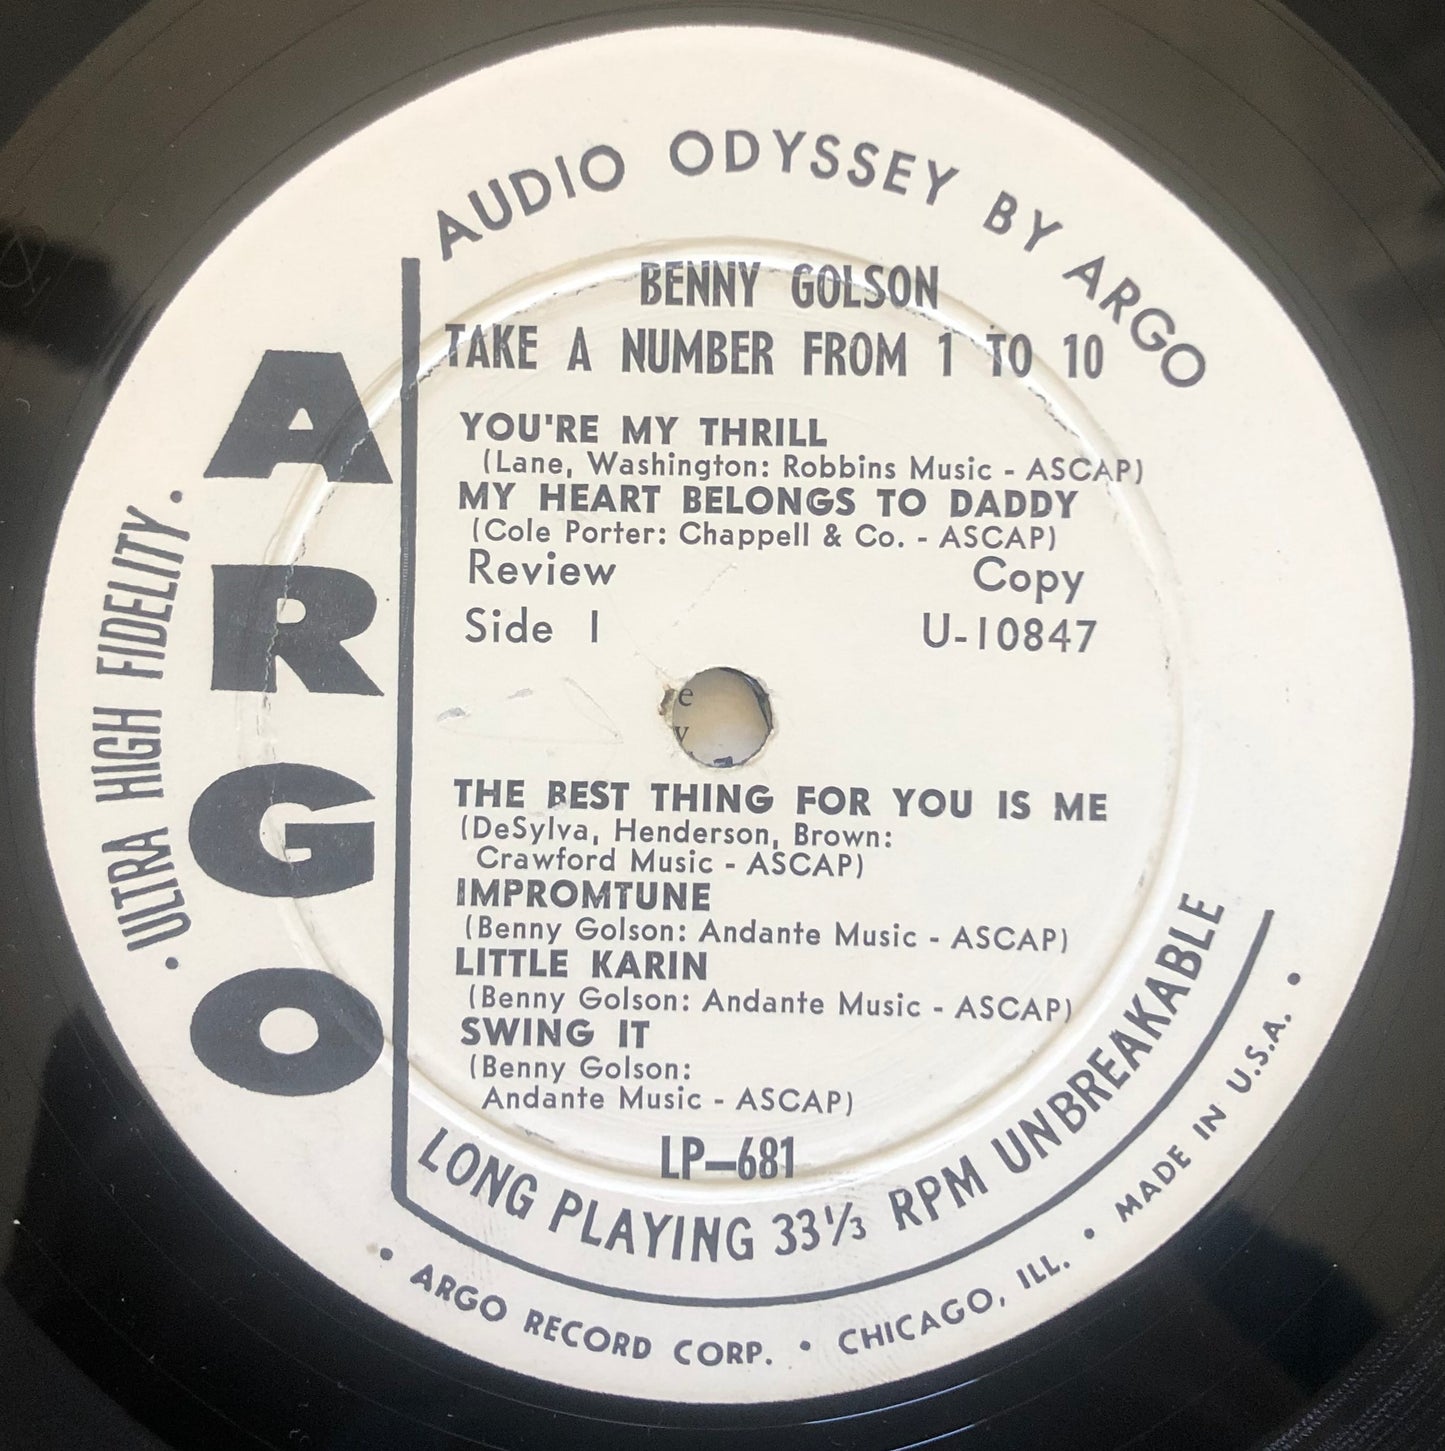 AUDIO ODYSSEY BY ARGO
BENNY GOLSON
TAKE A NUMBER FROM 1 TO 10
YOU'RE MY THRILL
(Lane, Washington: Robbins Music - ASCAP)
MY HEART BELONGS TO DADDY
(Cole Porter: Chappell & Co. - ASCAP)
Review Copy
Side 1 U-10847
ARGO
• ULTRA HIGH FIDELITY •
e
y
THE BEST THING FOR YOU IS ME
(DeSylva, Henderson, Brown:
Crawford Music - ASCAP)
IMPROMTUNE
(Benny Golson: Andante Music - ASCAP)
LITTLE KARIN
(Benny Golson: Andante Music - ASCAP)
SWING IT
(Benny Golson:
Andante Music - ASCAP)
LP-681
LONG PLAYING 33 1/3 RPM UNBREAKABLE
• ARGO RECORD CORP. • CHICAGO, ILL. • MADE IN U.S.A. •